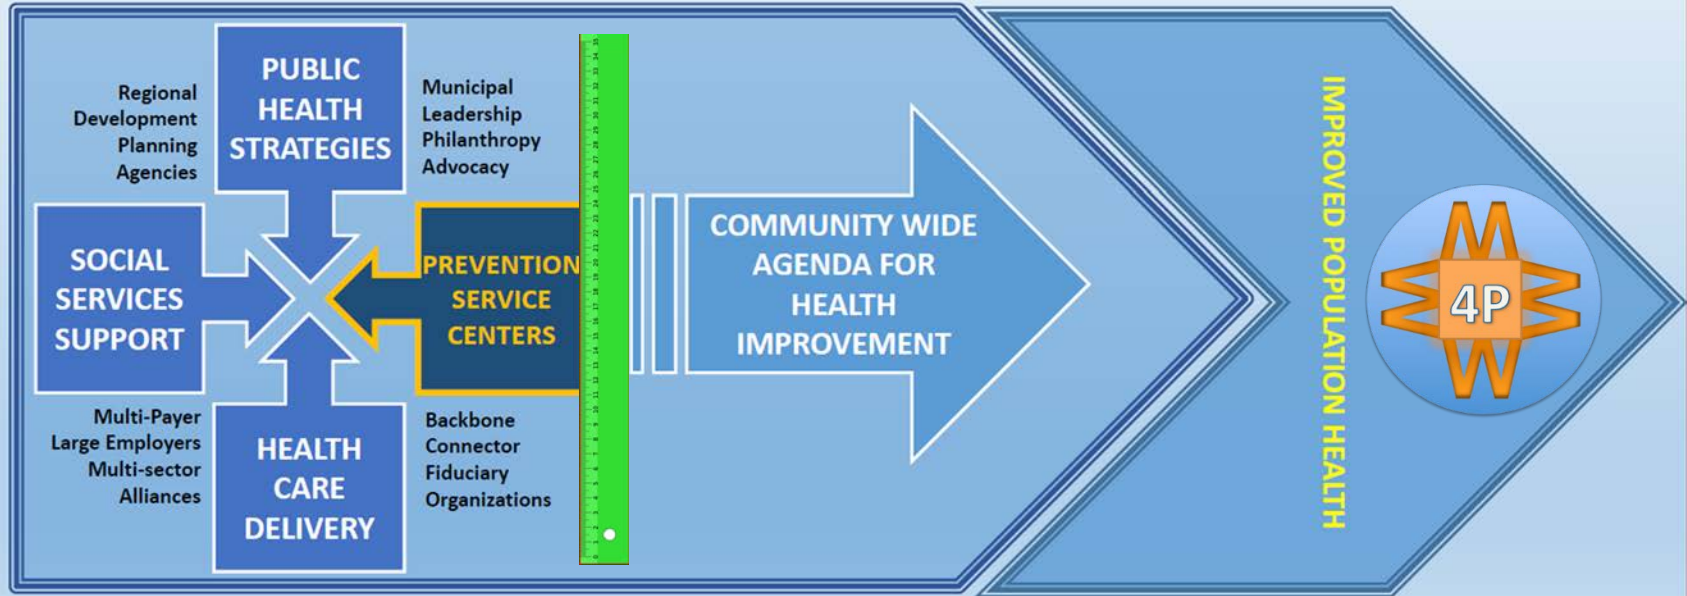 Regional
Development
Planning
Agencies
PUBLIC
HEALTH
STRATEGIES
Municipal
Leadership
Philanthropy
Advocacy
SOCIAL
SERVICES
SUPPORT
PREVENTION
SERVICE
CENTERS
Multi-Payer
Large Employers
Multi-sector
Alliances
HEALTH
CARE
DELIVERY
Backbone
Connector
Fiduciary
Organizations
COMMUNITY WIDE
AGENDA FOR
HEALTH
IMPROVEMENT
IMPROVED POPULATION HEALTH
4P